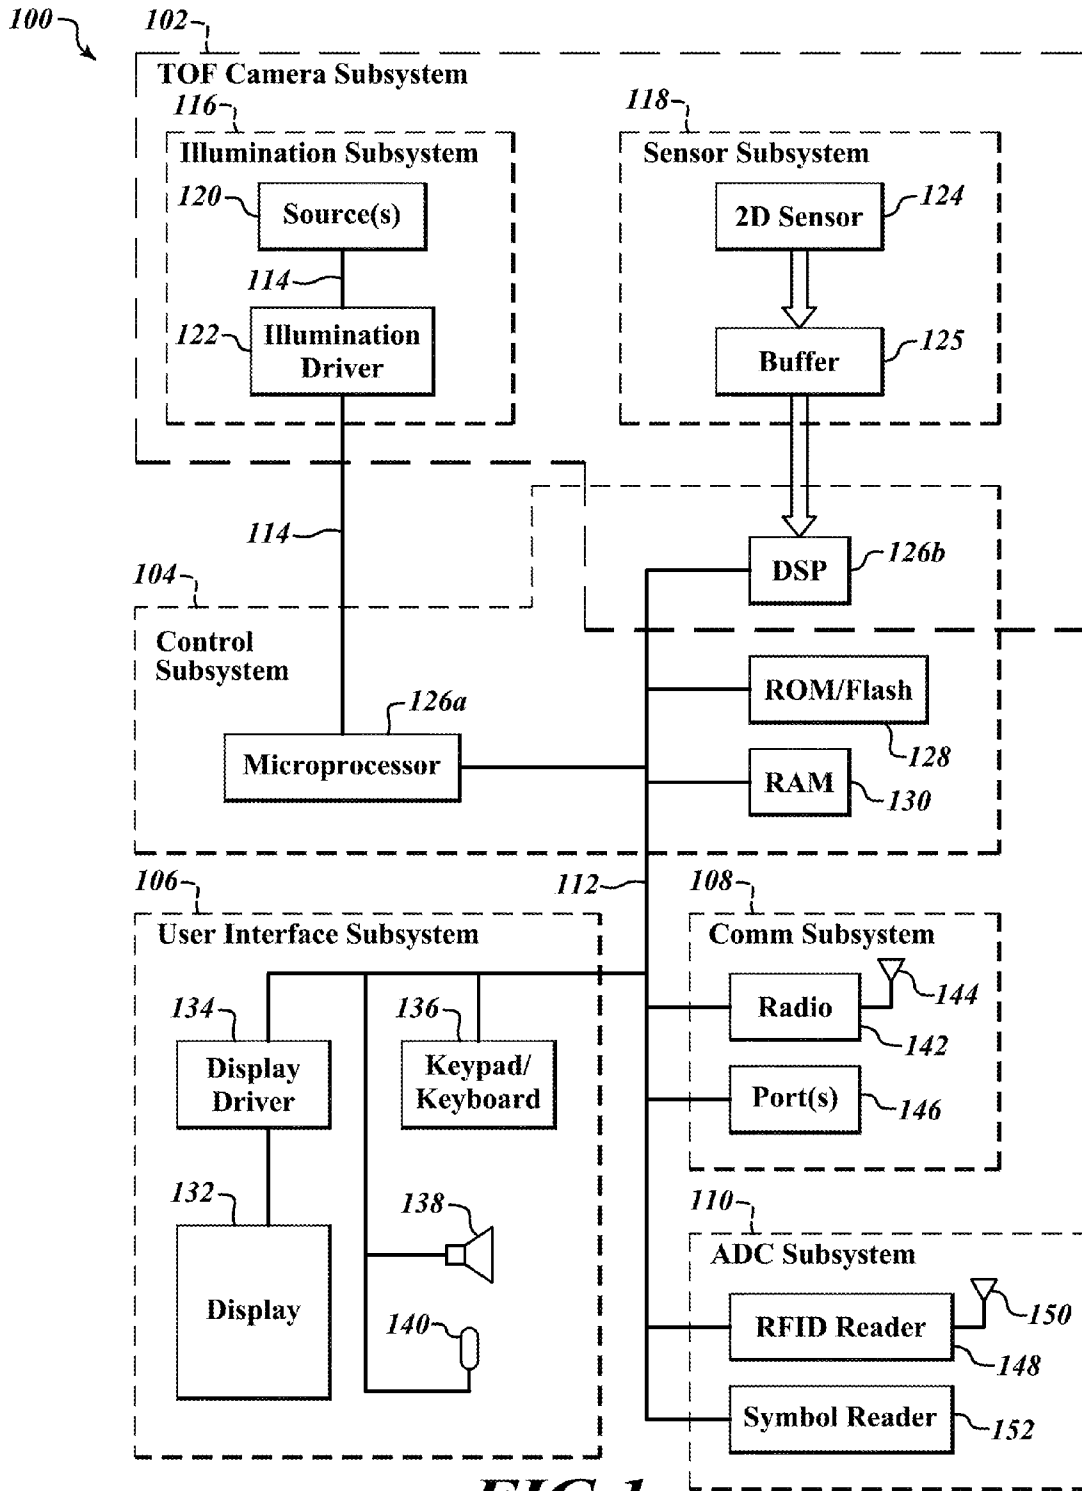 100
102
TOF Camera Subsystem
116
118
Illumination Subsystem
Sensor Subsystem
120
Source(s)
2D Sensor
124
114
122
Illumination
Driver
Buffer
125
114
DSP
126b
104
Control
Subsystem
126a
ROM/Flash
128
Microprocessor
RAM
130
106
112
108
User Interface Subsystem
Comm Subsystem
134
136
Radio
144
142
Display
Driver
Keypad/
Keyboard
Port(s)
146
132
138
110
ADC Subsystem
Display
140
RFID Reader
150
148
Symbol Reader
152
FIG.1